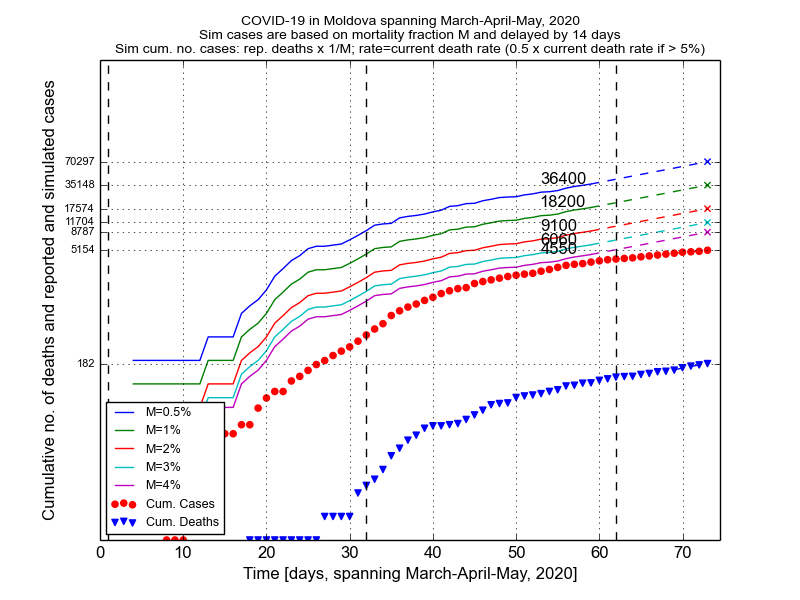 COVID-19 in Moldova spanning March-April-May, 2020
Sim cases are based on mortality fraction M and delayed by 14 days
Sim cum. no. cases: rep. deaths x 1/M; rate=current death rate (0.5 x current death rate if > 5%)
Cumulative no. of deaths and reported and simulated cases
70297
35148
17574
11704
8787
5154
182
36400
18200
9100
6060
4550
M=0.5%
M=1%
M=2%
M=3%
M=4%
Cum. Cases
Cum. Deaths
0 10 20 30 40 50 60 70
Time [days, spanning March-April-May, 2020]